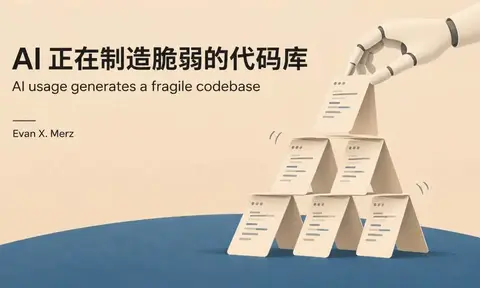 AI 正在制造脆弱的代码库
AI usage generates a fragile codebase
Evan X. Merz